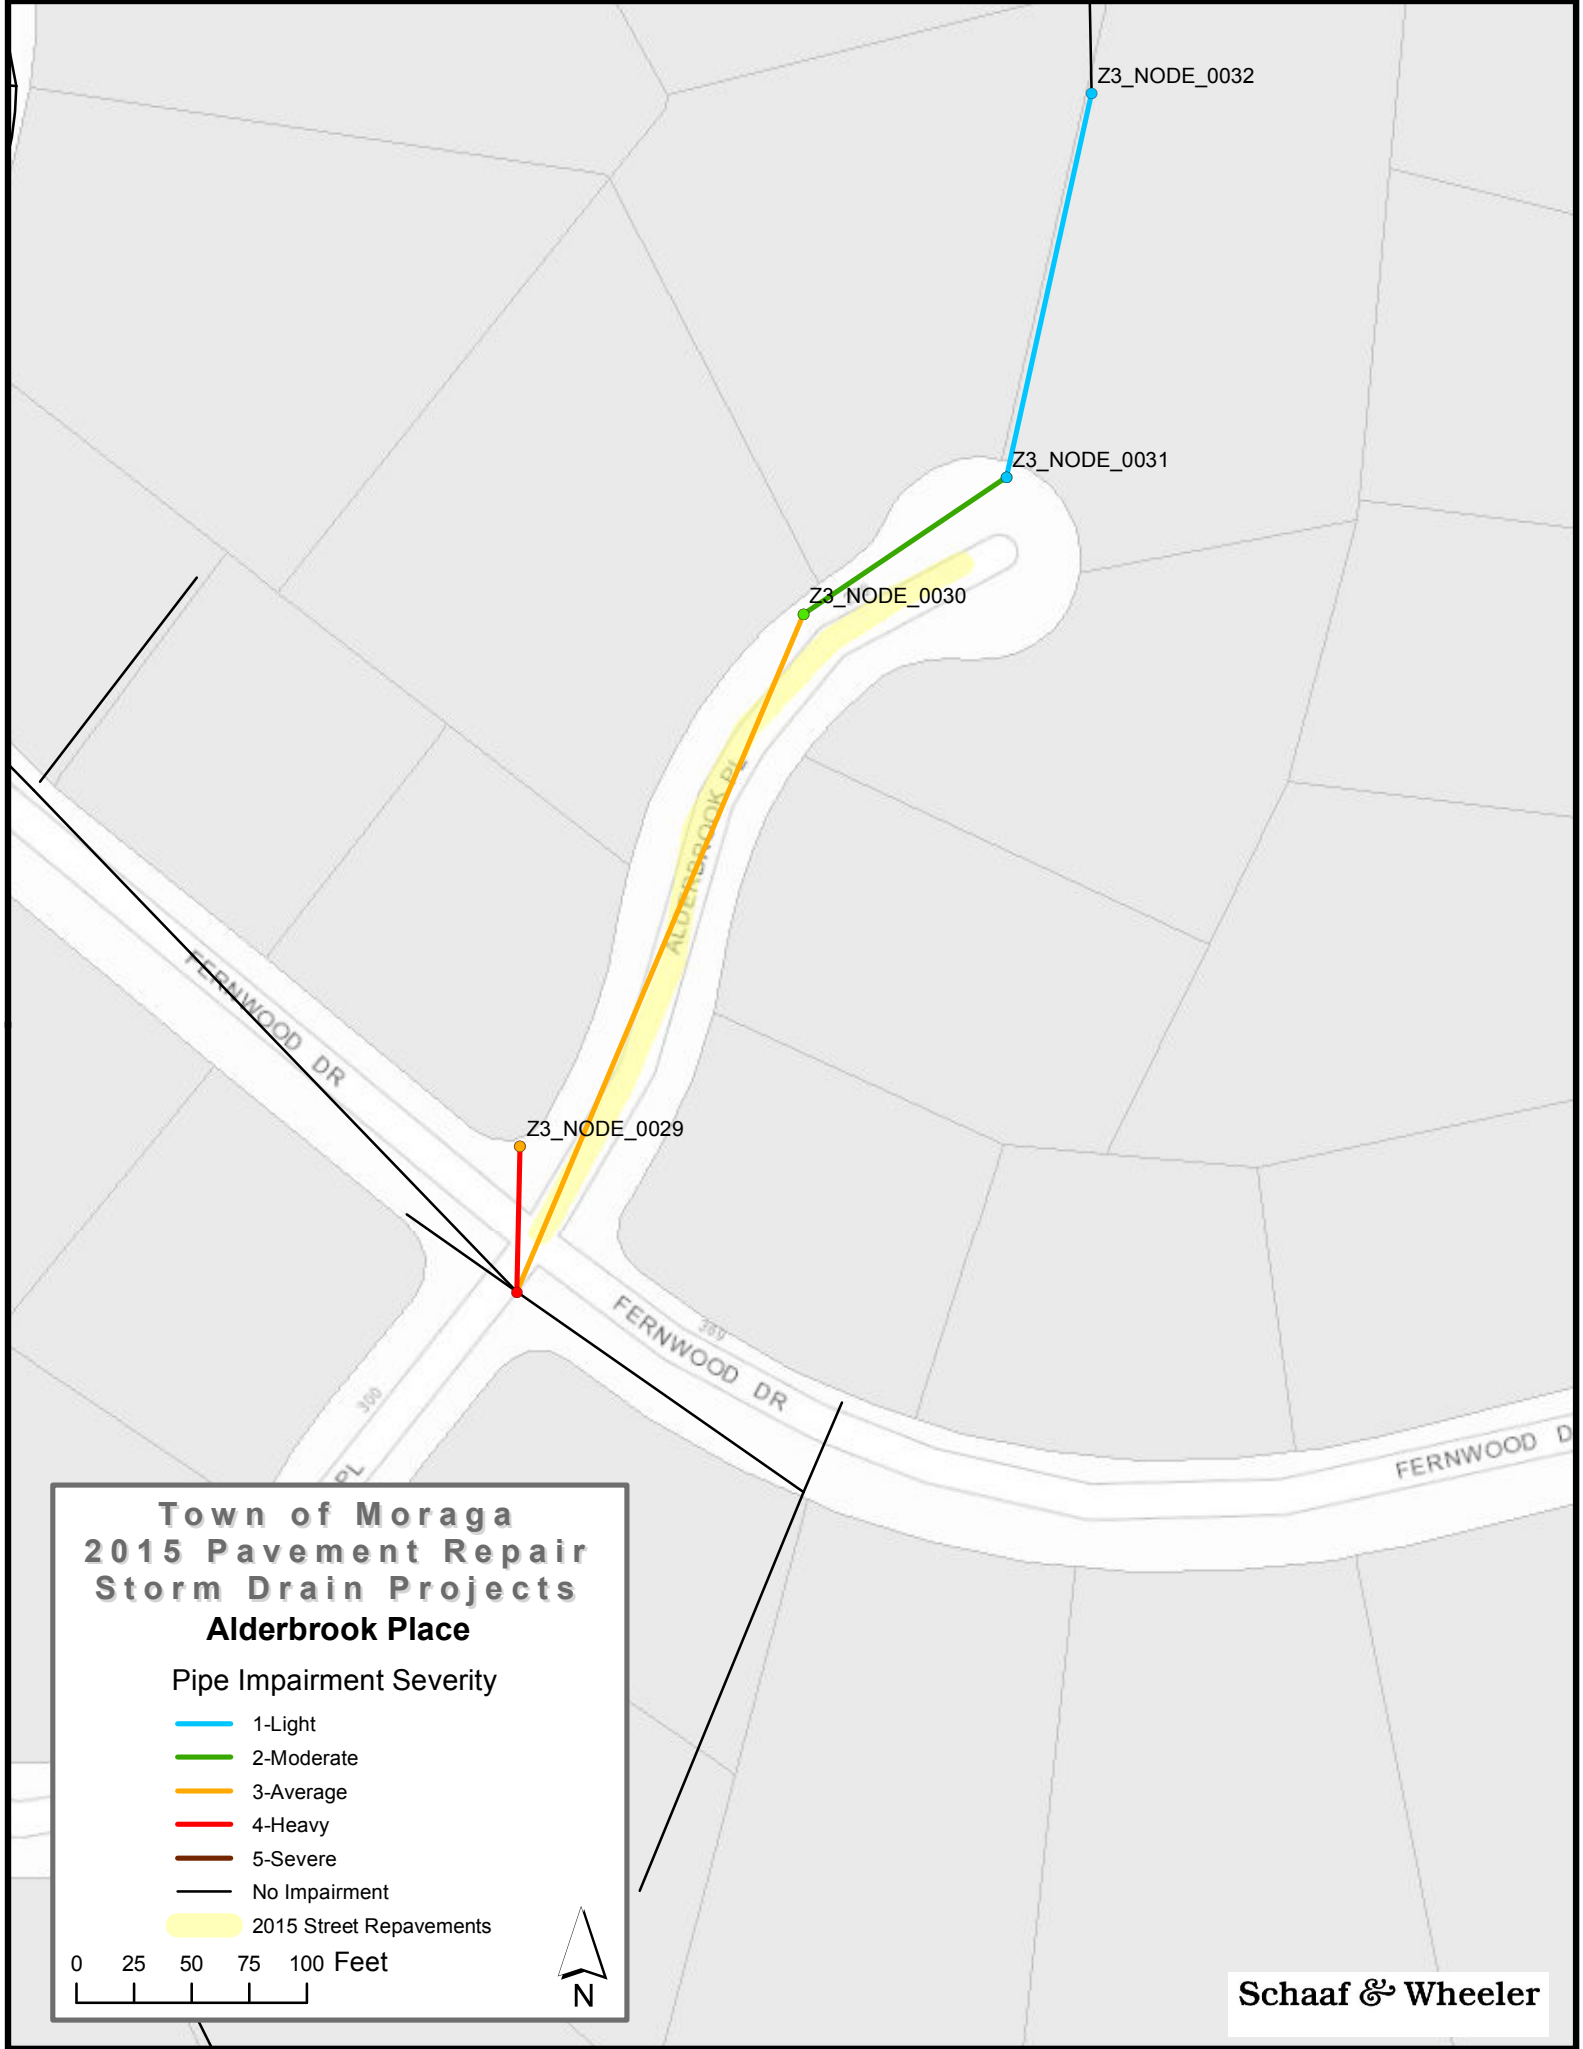 Z3_NODE_0032
Z3_NODE_0031
Z3_NODE_0030
ALDERBROOK PL
FERNWOOD DR
Z3_NODE_0029
FERNWOOD DR
369
300
PL
FERNWOOD D
Town of Moraga
2015 Pavement Repair
Storm Drain Projects
Alderbrook Place
Pipe Impairment Severity
1-Light
2-Moderate
3-Average
4-Heavy
5-Severe
No Impairment
2015 Street Repavements
0 25 50 75 100 Feet
N
Schaaf & Wheeler